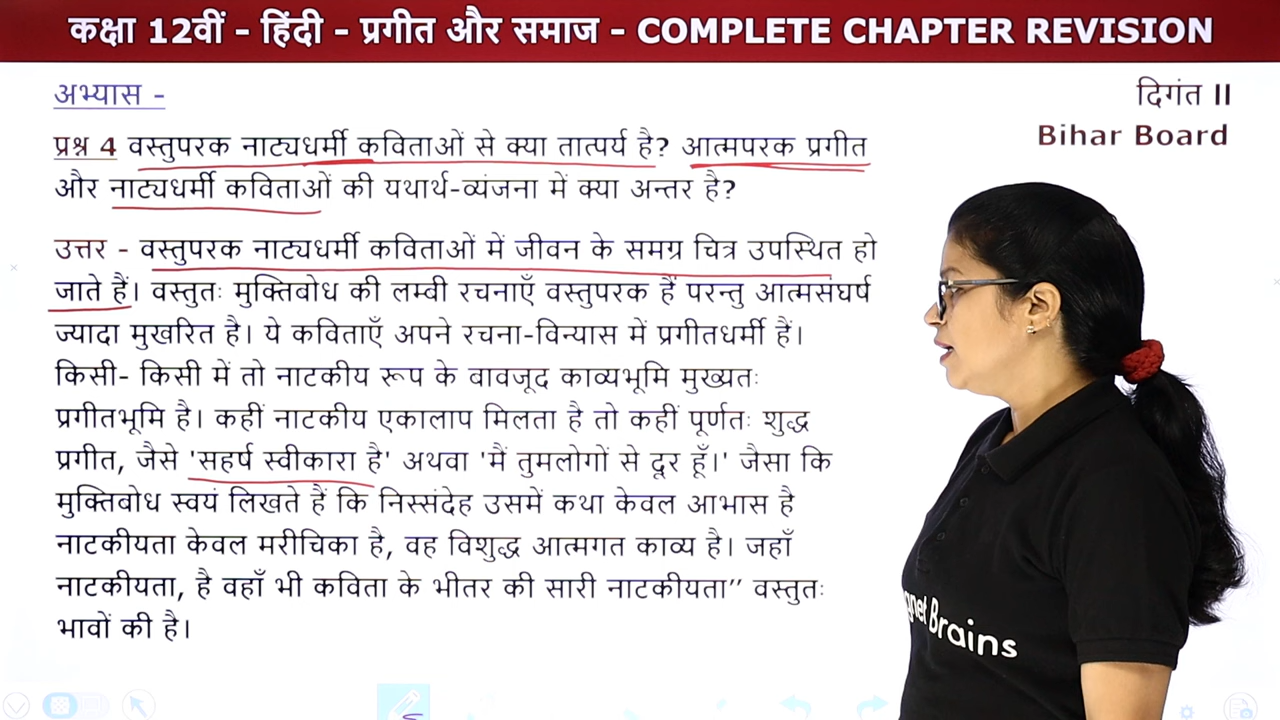 कक्षा 12वीं - हिंदी - प्रगीत और समाज - COMPLETE CHAPTER REVISION
अभ्यास -
दिगंत II
Bihar Board
प्रश्न 4 वस्तुपरक नाट्यधर्मी कविताओं से क्या तात्पर्य है? आत्मपरक प्रगीत
और नाट्यधर्मी कविताओं की यथार्थ-व्यंजना में क्या अन्तर है?
उत्तर - वस्तुपरक नाट्यधर्मी कविताओं में जीवन के समग्र चित्र उपस्थित हो
जाते हैं। वस्तुतः मुक्तिबोध की लम्बी रचनाएँ वस्तुपरक हैं परन्तु आत्मसंघर्ष
ज्यादा मुखरित है। ये कविताएँ अपने रचना-विन्यास में प्रगीतधर्मी हैं।
किसी- किसी में तो नाटकीय रूप के बावजूद काव्यभूमि मुख्यतः
प्रगीतभूमि है। कहीं नाटकीय एकालाप मिलता है तो कहीं पूर्णतः शुद्ध
प्रगीत, जैसे 'सहर्ष स्वीकारा है' अथवा 'मैं तुमलोगों से दूर हूँ।' जैसा कि
मुक्तिबोध स्वयं लिखते हैं कि निस्संदेह उसमें कथा केवल आभास है
नाटकीयता केवल मरीचिका है, वह विशुद्ध आत्मगत काव्य है। जहाँ
नाटकीयता, है वहाँ भी कविता के भीतर की सारी नाटकीयता” वस्तुतः
भावों की है।
gnet Brains